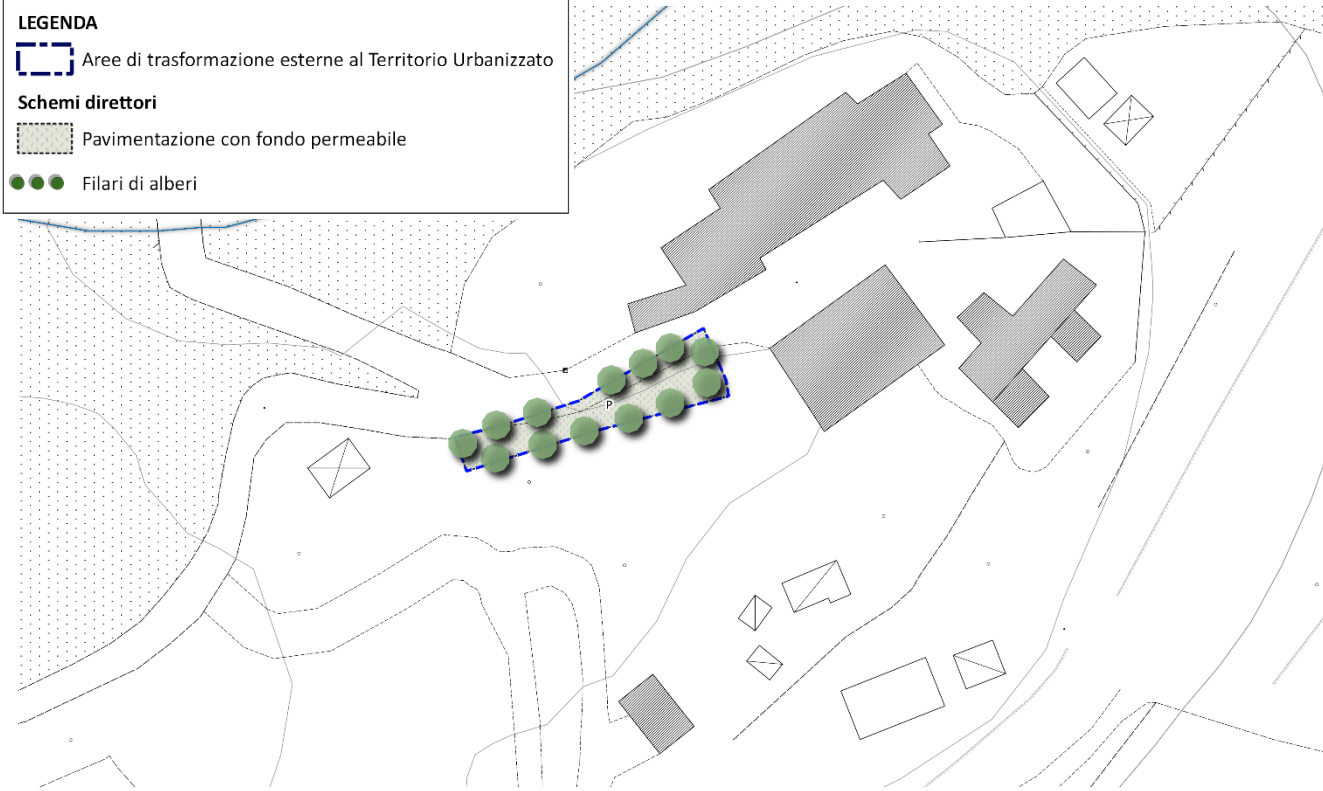 LEGENDA
Aree di trasformazione esterne al Territorio Urbanizzato
Schemi direttori
Pavimentazione con fondo permeabile
Filari di alberi
P